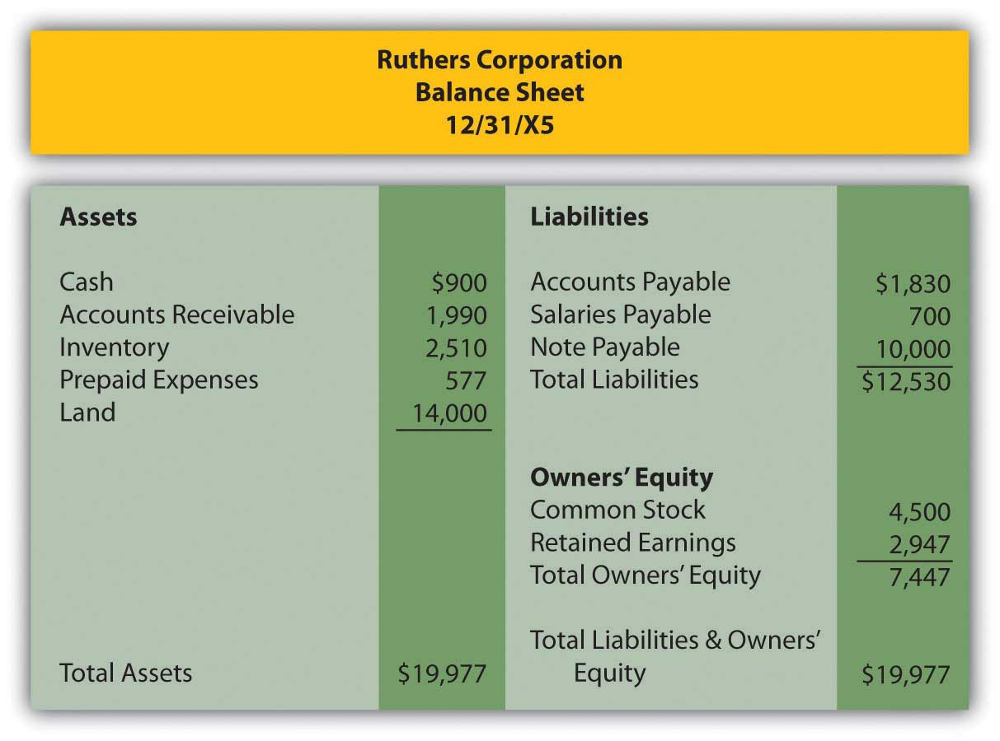 Ruthers Corporation
Balance Sheet
12/31/X5
Assets
Cash $900
Accounts Receivable 1,990
Inventory 2,510
Prepaid Expenses 577
Land 14,000
Total Assets $19,977
Liabilities
Accounts Payable $1,830
Salaries Payable 700
Note Payable 10,000
Total Liabilities $12,530
Owners’ Equity
Common Stock 4,500
Retained Earnings 2,947
Total Owners’ Equity 7,447
Total Liabilities & Owners’
Equity $19,977